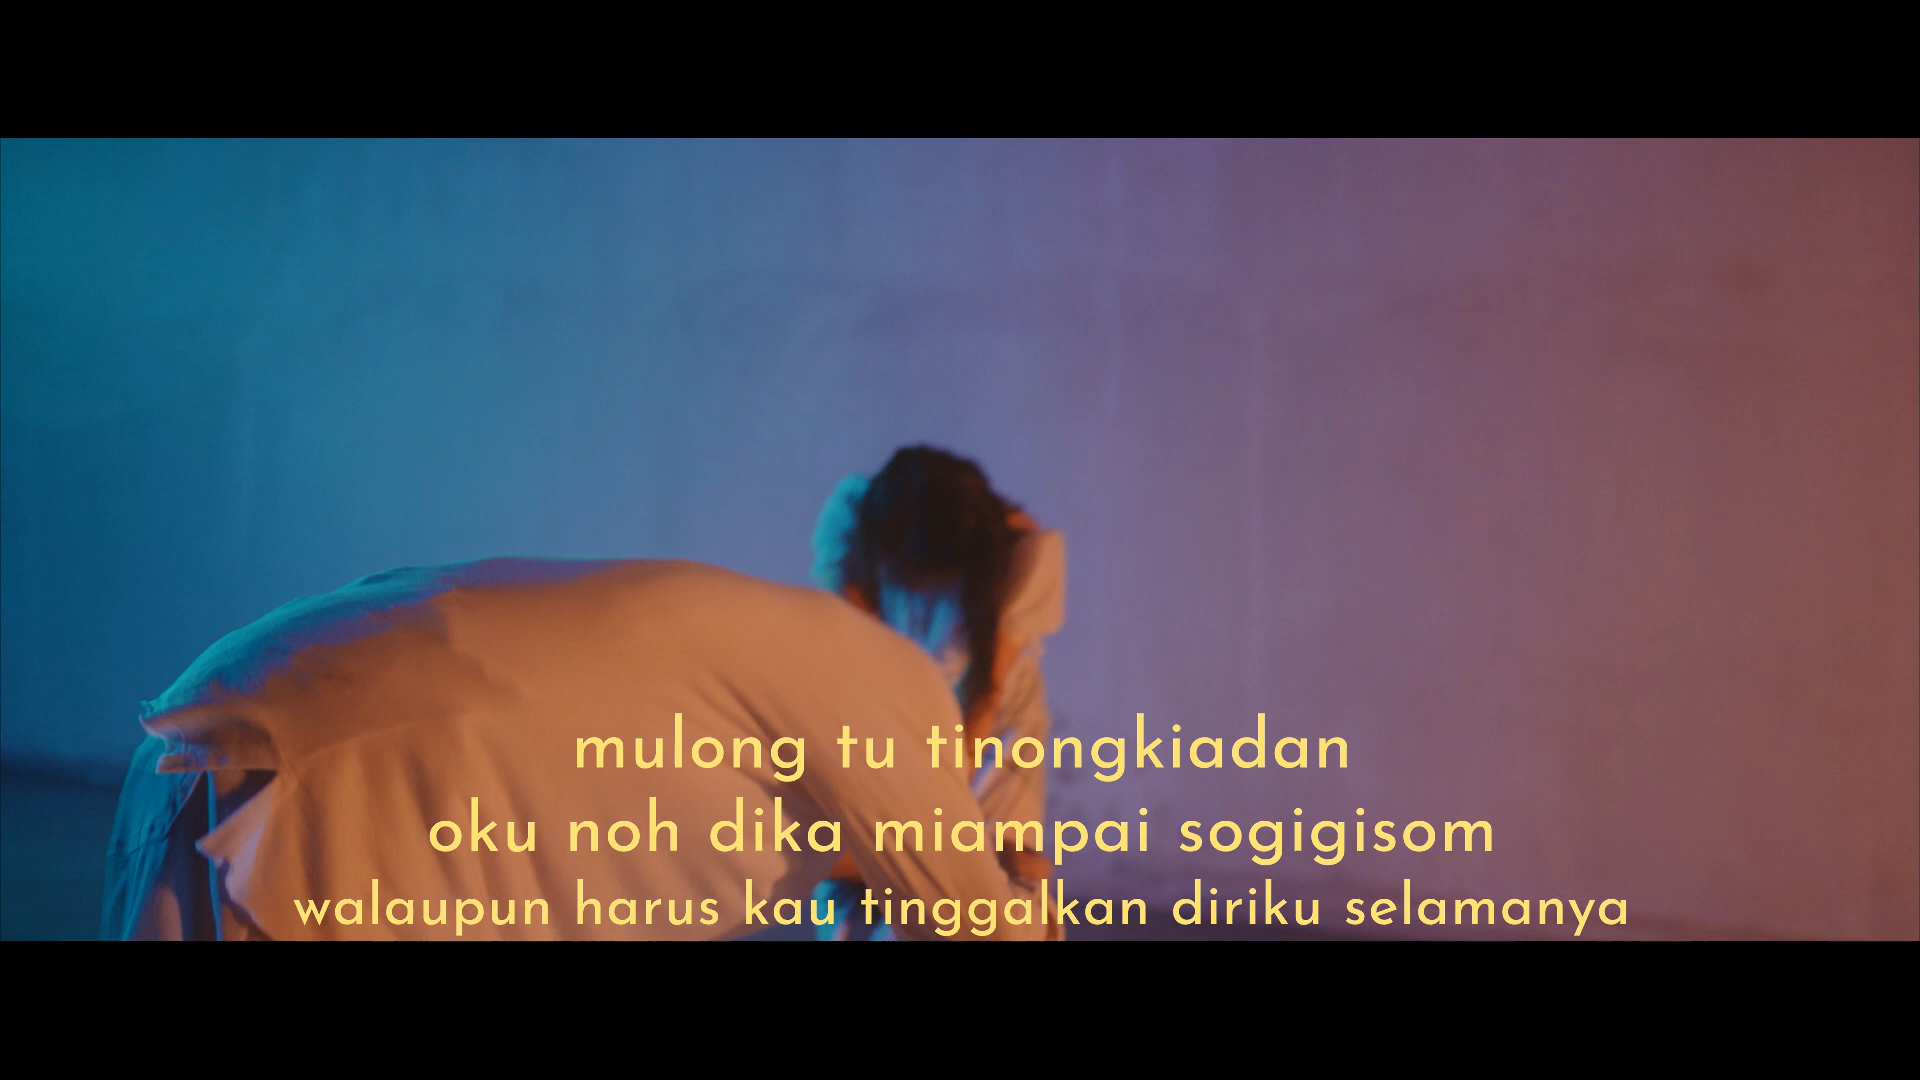 mulong tu tinongkiadan
oku noh dika miampai sogigisom
walaupun harus kau tinggalkan diriku selamanya